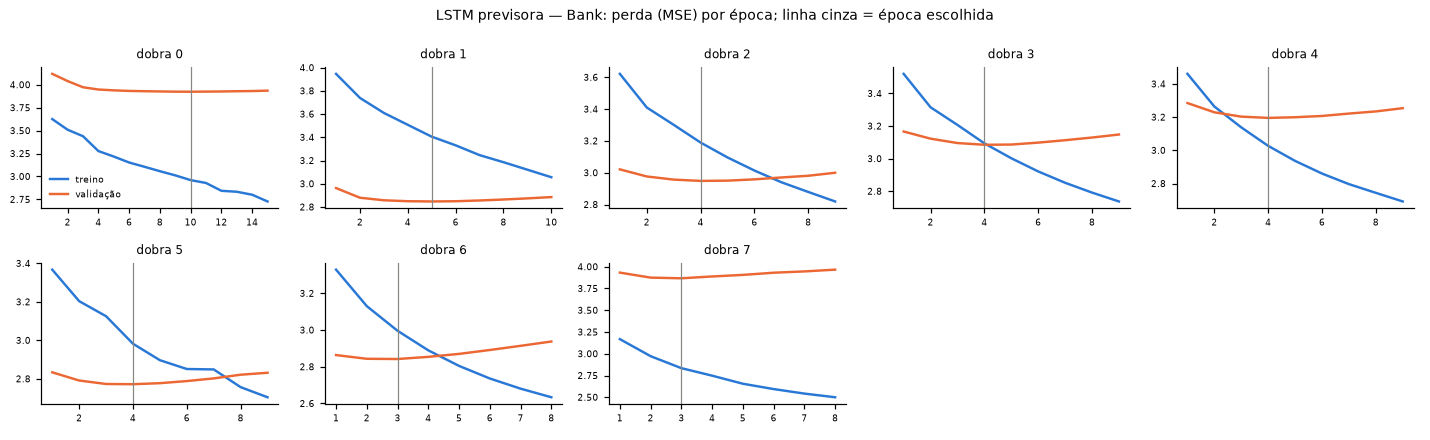 LSTM previsora — Bank: perda (MSE) por época; linha cinza = época escolhida
dobra 0
4.00
3.75
3.50
3.25
3.00
2.75
treino
validação
2 4 6 8 10 12 14
dobra 1
4.0
3.8
3.6
3.4
3.2
3.0
2.8
2 4 6 8 10
dobra 2
3.6
3.4
3.2
3.0
2.8
2 4 6 8
dobra 3
3.4
3.2
3.0
2.8
2 4 6 8
dobra 4
3.4
3.2
3.0
2.8
2 4 6 8
dobra 5
3.4
3.2
3.0
2.8
2 4 6 8
dobra 6
3.2
3.0
2.8
2.6
1 2 3 4 5 6 7 8
dobra 7
4.00
3.75
3.50
3.25
3.00
2.75
2.50
1 2 3 4 5 6 7 8